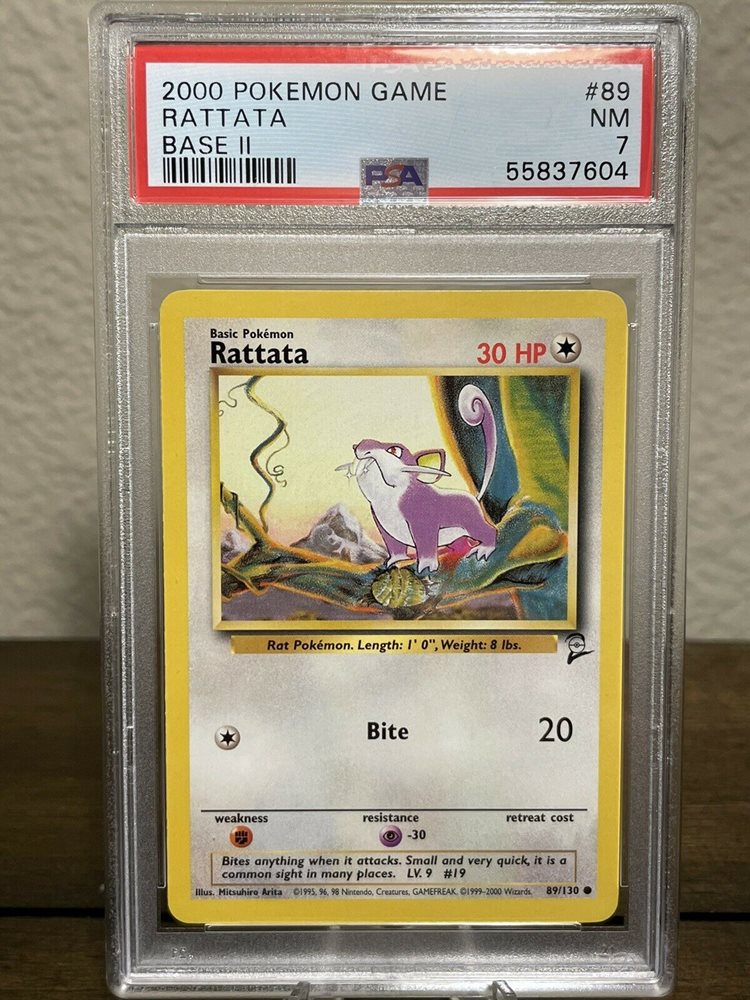 2000 POKEMON GAME #89
RATTATA NM
BASE II 7
PSA 55837604
Basic Pokémon
Rattata 30 HP
Rat Pokémon. Length: 1' 0", Weight: 8 lbs.
Bite 20
weakness resistance retreat cost
-30
Bites anything when it attacks. Small and very quick, it is a
common sight in many places. LV. 9 #19
Illus. Mitsuhiro Arita ©1995, 96, 98 Nintendo, Creatures, GAMEFREAK. ©1999-2000 Wizards. 89/130